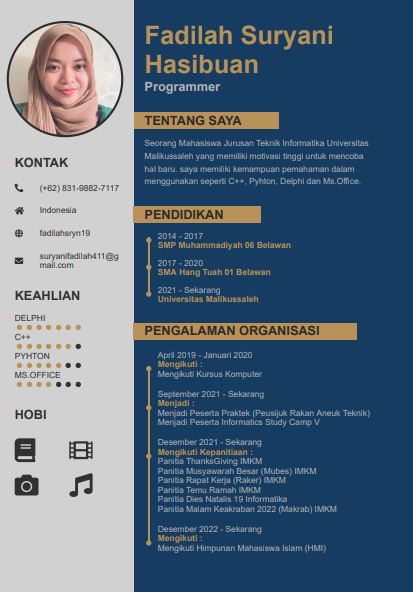 Fadilah Suryani
Hasibuan
Programmer
KONTAK
(+62) 831-9882-7117
Indonesia
fadilahsryn19
suryanifadilah411@g
mail.com
KEAHLIAN
DELPHI
C++
PYHTON
MS.OFFICE
HOBI
TENTANG SAYA
Seorang Mahasiswa Jurusan Teknik Informatika Universitas
Malikussaleh yang memiliki motivasi tinggi untuk mencoba
hal baru. saya memiliki kemampuan pemahaman dalam
menggunakan seperti C++, Pyhton, Delphi dan Ms.Office.
PENDIDIKAN
2014 - 2017
SMP Muhammadiyah 06 Belawan
2017 - 2020
SMA Hang Tuah 01 Belawan
2021 - Sekarang
Universitas Malikussaleh
PENGALAMAN ORGANISASI
April 2019 - Januari 2020
Mengikuti :
Mengikuti Kursus Komputer
September 2021 - Sekarang
Menjadi :
Menjadi Peserta Praktek (Peusijuk Rakan Aneuk Teknik)
Menjadi Peserta Informatics Study Camp V
Desember 2021 - Sekarang
Mengikuti Kepanitiaan :
Panitia ThanksGiving IMKM
Panitia Musyawarah Besar (Mubes) IMKM
Panitia Rapat Kerja (Raker) IMKM
Panitia Temu Ramah IMKM
Panitia Dies Natalis 19 Informatika
Panitia Malam Keakraban 2022 (Makrab) IMKM
Desember 2022 - Sekarang
Mengikuti :
Mengikuti Himpunan Mahasiswa Islam (HMI)